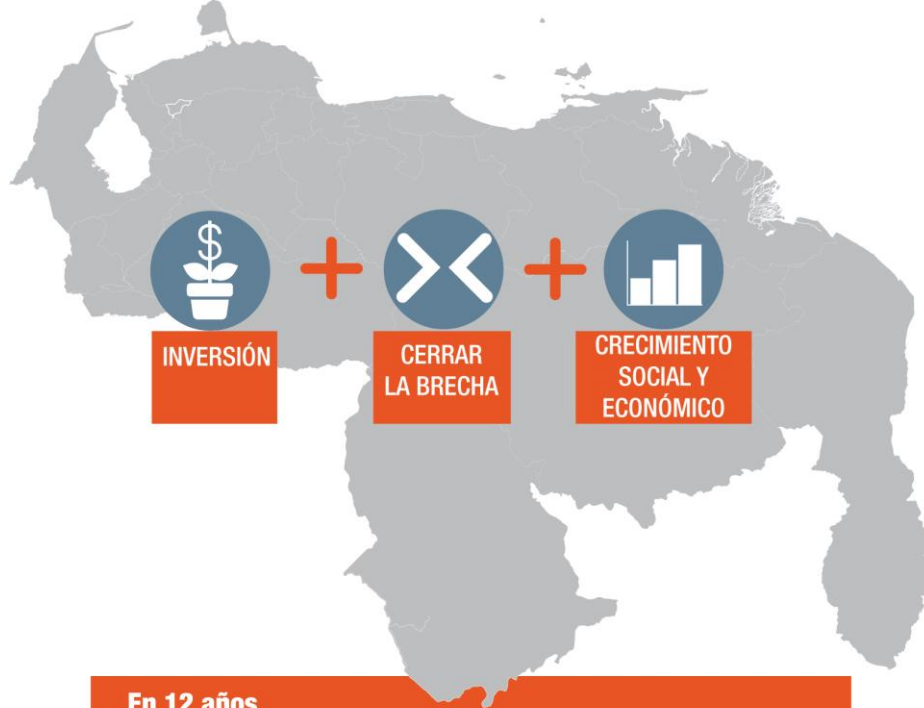 INVERSIÓN
CERRAR
LA BRECHA
CRECIMIENTO
SOCIAL Y
ECONÓMICO
En 12 años